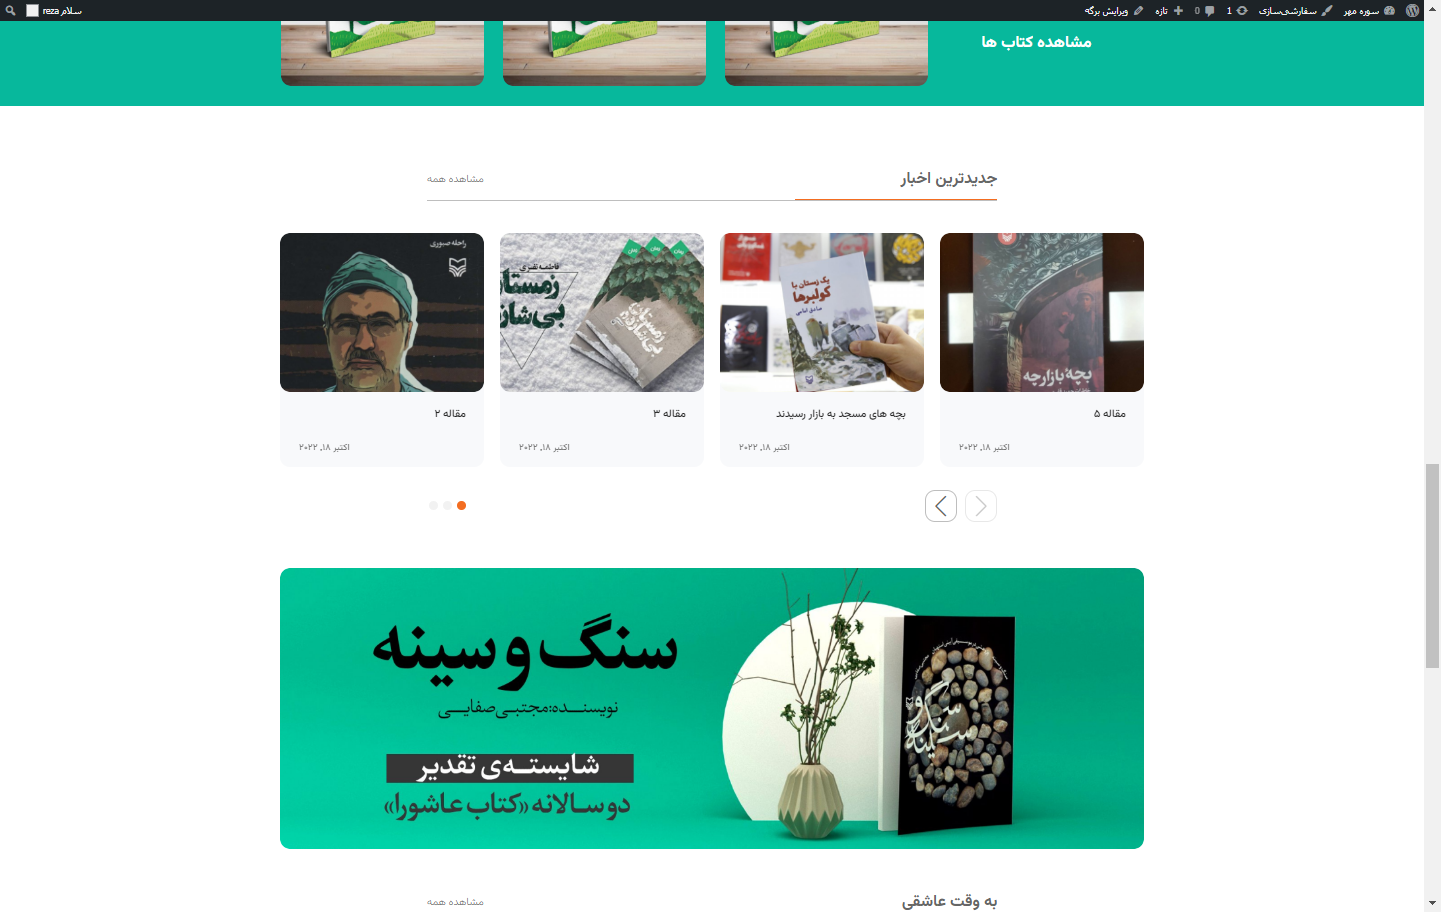 سوره مهر
سفارشی‌سازی
1
0
تازه
ویرایش برگه
سلام reza
مشاهده کتاب ها
جدیدترین اخبار
مشاهده همه
بچه بازارچه
یک زمستان با
کولبرها
صادق امامی
فاطمه نفری
زمستان
بی‌شازده
راحله صبوری
مقاله ۵
اکتبر ۱۸, ۲۰۲۲
بچه های مسجد به بازار رسیدند
اکتبر ۱۸, ۲۰۲۲
مقاله ۳
اکتبر ۱۸, ۲۰۲۲
مقاله ۲
اکتبر ۱۸, ۲۰۲۲
سنگ و سینه
نویسنده:مجتبی صفایی
شایسته‌ی تقدیر
دوسالانه «کتاب عاشورا»
سنگ و
سینه
به وقت عاشقی
مشاهده همه